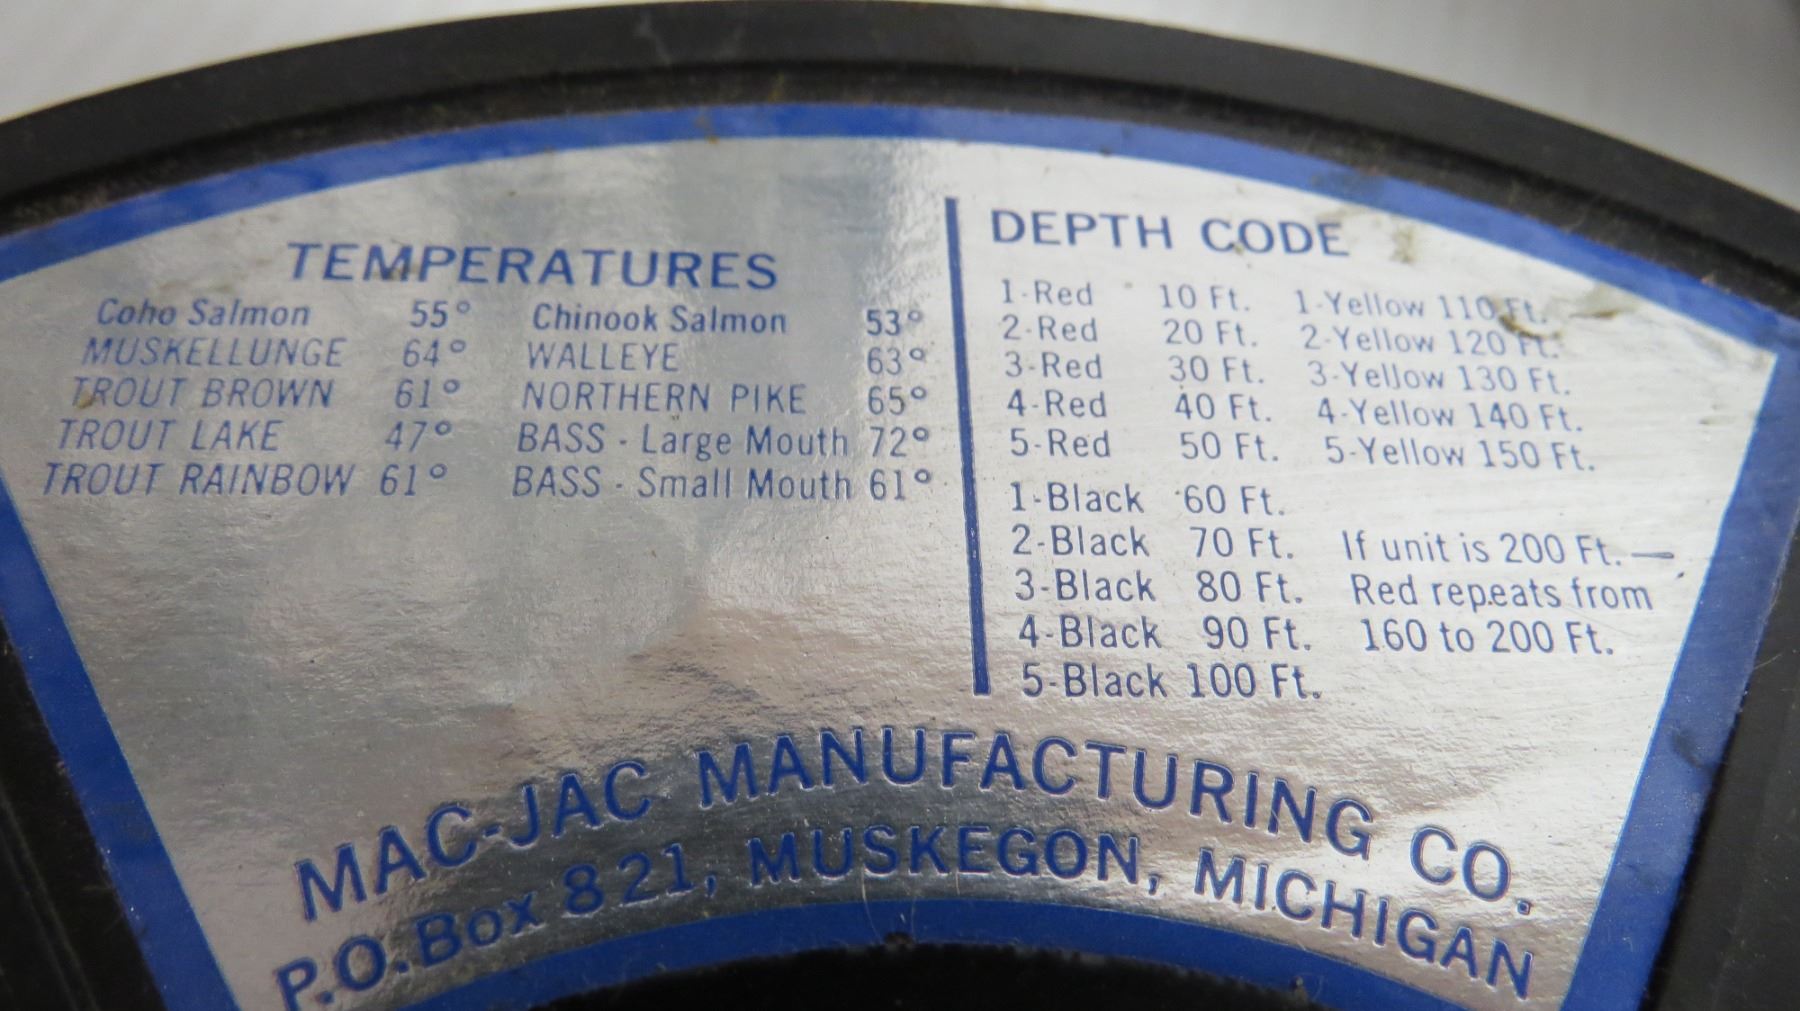 TEMPERATURES
Coho Salmon 55° Chinook Salmon 53°
MUSKELLUNGE 64° WALLEYE 63°
TROUT BROWN 61° NORTHERN PIKE 65°
TROUT LAKE 47° BASS - Large Mouth 72°
TROUT RAINBOW 61° BASS - Small Mouth 61°
DEPTH CODE
1-Red 10 Ft. 1-Yellow 110 Ft.
2-Red 20 Ft. 2-Yellow 120 Ft.
3-Red 30 Ft. 3-Yellow 130 Ft.
4-Red 40 Ft. 4-Yellow 140 Ft.
5-Red 50 Ft. 5-Yellow 150 Ft.
1-Black 60 Ft.
2-Black 70 Ft. If unit is 200 Ft.—
3-Black 80 Ft. Red repeats from
4-Black 90 Ft. 160 to 200 Ft.
5-Black 100 Ft.
MAC-JAC MANUFACTURING CO.
P.O. Box 821, MUSKEGON, MICHIGAN